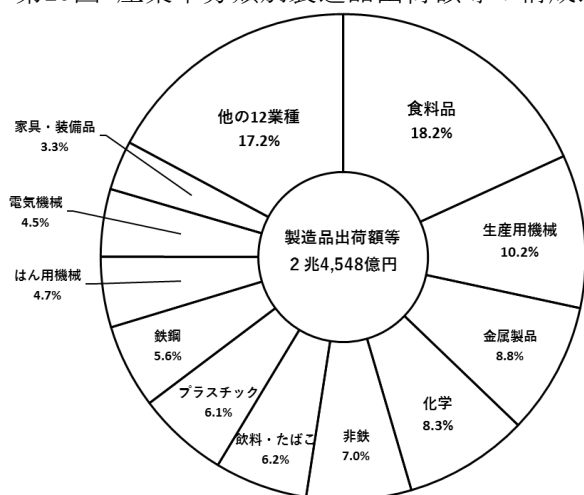 産業中分類別製造品出荷額等の構成
他の12業種
17.2%
食料品
18.2%
生産用機械
10.2%
金属製品
8.8%
化学
8.3%
非鉄
7.0%
飲料・たばこ
6.2%
プラスチック
6.1%
鉄鋼
5.6%
はん用機械
4.7%
電気機械
4.5%
家具・装備品
3.3%
製造品出荷額等
2 兆4,548億円